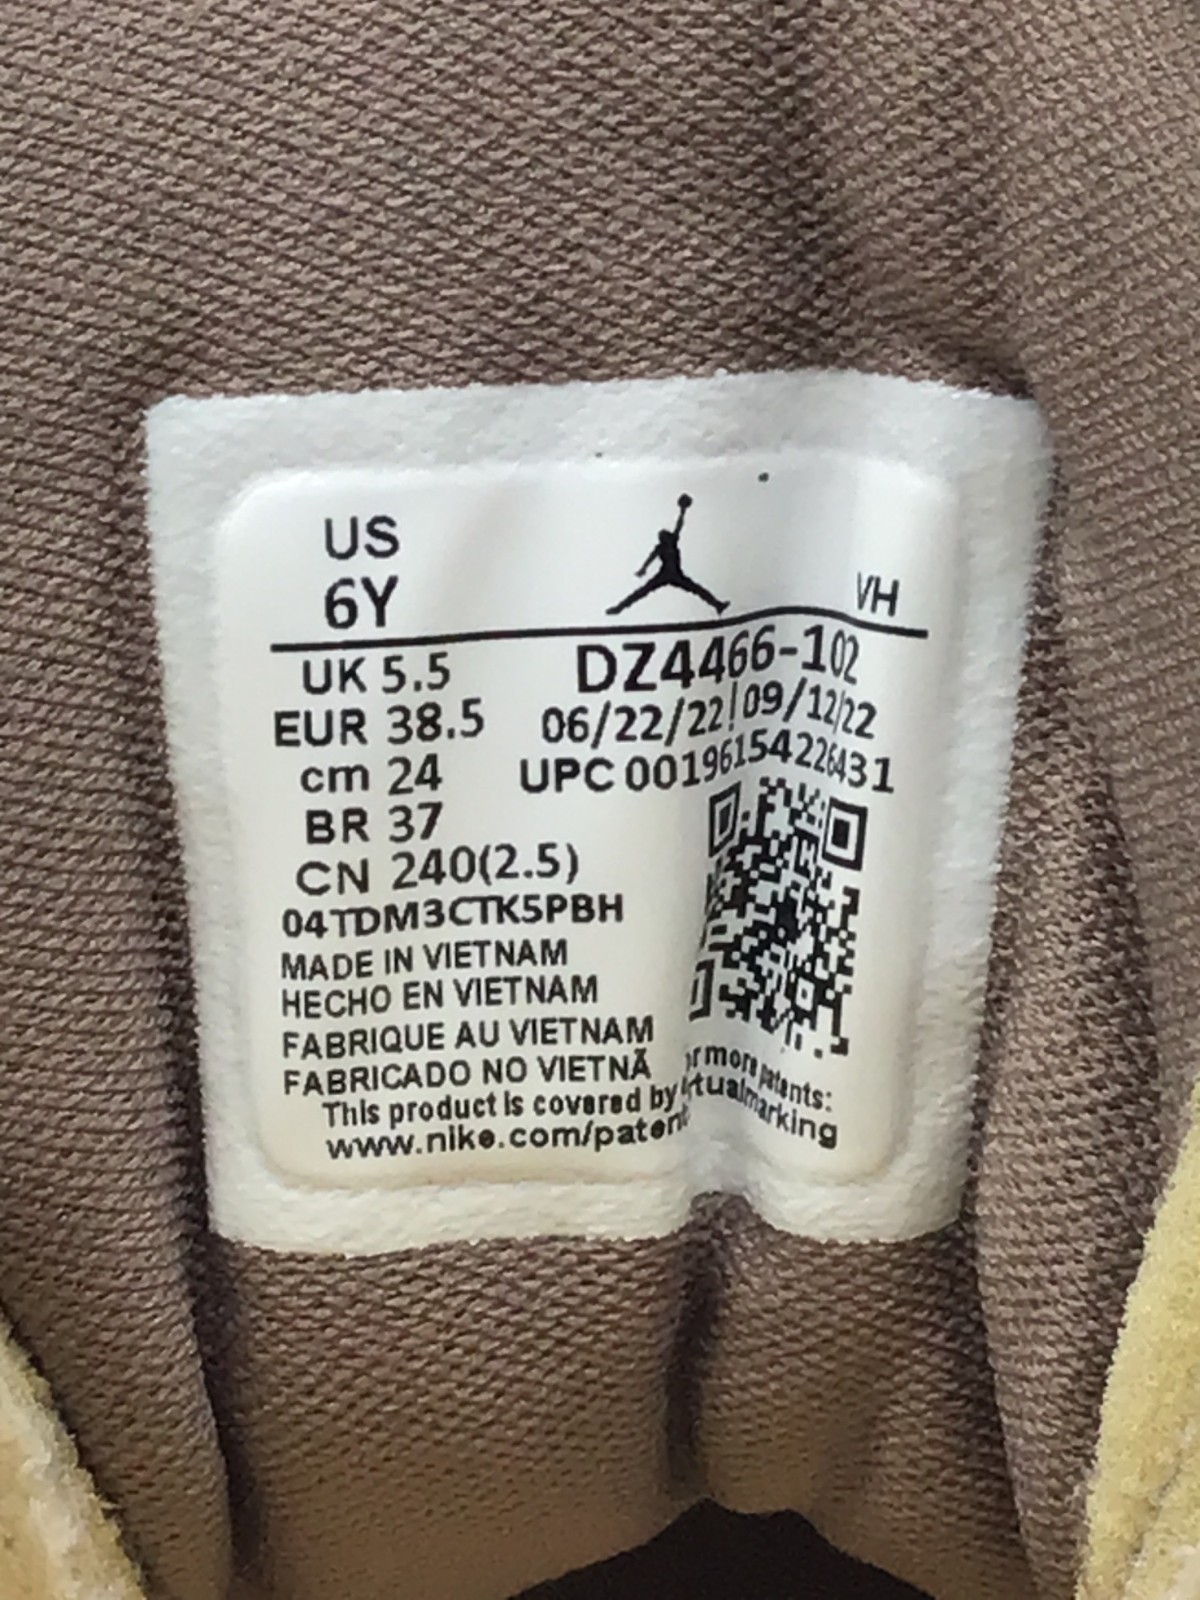 US
6Y
VH
UK 5.5
EUR 38.5
cm 24
BR 37
CN 240(2.5)
DZ4466-102
06/22/22 09/12/22
UPC 00196154226431
04TDM3CTK5PBH
MADE IN VIETNAM
HECHO EN VIETNAM
FABRIQUE AU VIETNAM
FABRICADO NO VIETNÃ
This product is covered by more patents:
www.nike.com/patent